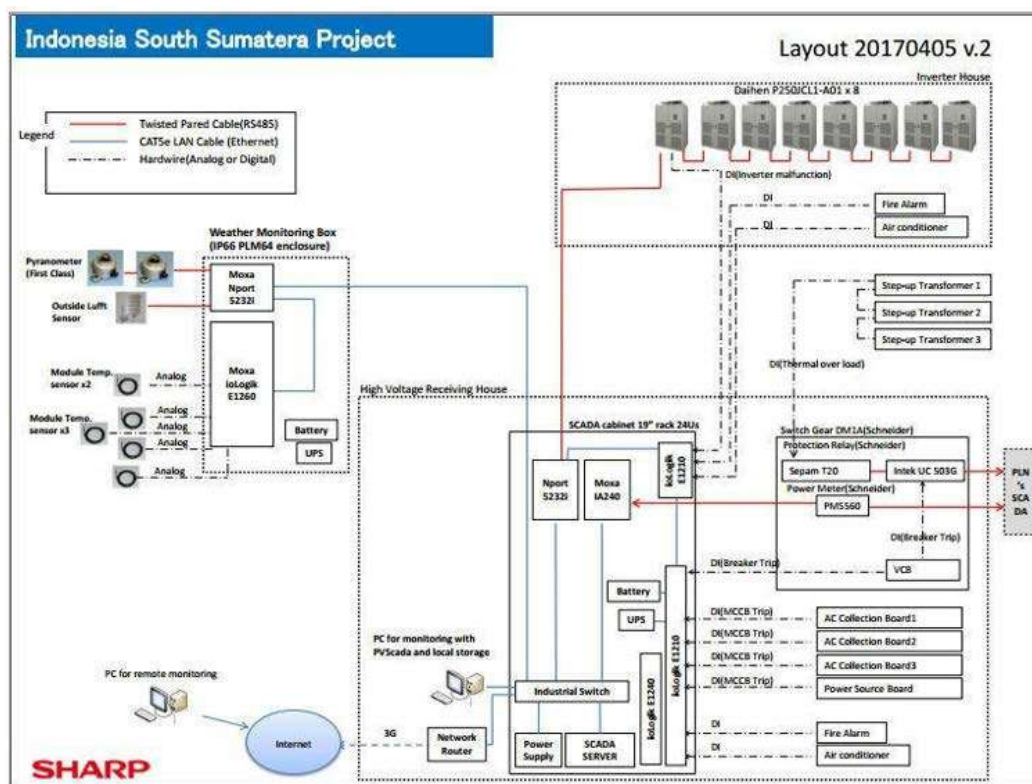 Indonesia South Sumatera Project
Layout 20170405 v.2
Inverter House
Daihen P250JCL1-A01 x 8
Legend
Twisted Pared Cable(RS485)
CAT5e LAN Cable (Ethernet)
Hardwire(Analog or Digital)
DI(Inverter malfunction)
DI
Fire Alarm
DI
Air conditioner
Weather Monitoring Box
(IP66 PLM64 enclosure)
Pyranometer
(First Class)
Moxa
Nport
5232i
Outside Lufft
Sensor
Moxa
ioLogik
E1260
Module Temp.
sensor x2
Analog
Module Temp.
sensor x3
Analog
Analog
Analog
Battery
UPS
Step-up Transformer 1
Step-up Transformer 2
Step-up Transformer 3
DI(Thermal over load)
High Voltage Receiving House
SCADA cabinet 19" rack 24Us
Nport
5232i
Moxa
IA240
ioLogik
E1210
Switch Gear DM1A(Schneider)
Protection Relay(Schneider)
Sepam T20
Intek UC 503G
Power Meter(Schneider)
PM5560
DI(Breaker Trip)
VCB
PLN
's
SCA
DA
DI(Breaker Trip)
Battery
UPS
ioLogik E1210
ioLogik E1240
DI(MCCB Trip)
AC Collection Board1
DI(MCCB Trip)
AC Collection Board2
DI(MCCB Trip)
AC Collection Board3
DI(MCCB Trip)
Power Source Board
DI
Fire Alarm
DI
Air conditioner
PC for monitoring with
PVScada and local storage
Industrial Switch
PC for remote monitoring
Internet
3G
Network
Router
Power
Supply
SCADA
SERVER
SHARP